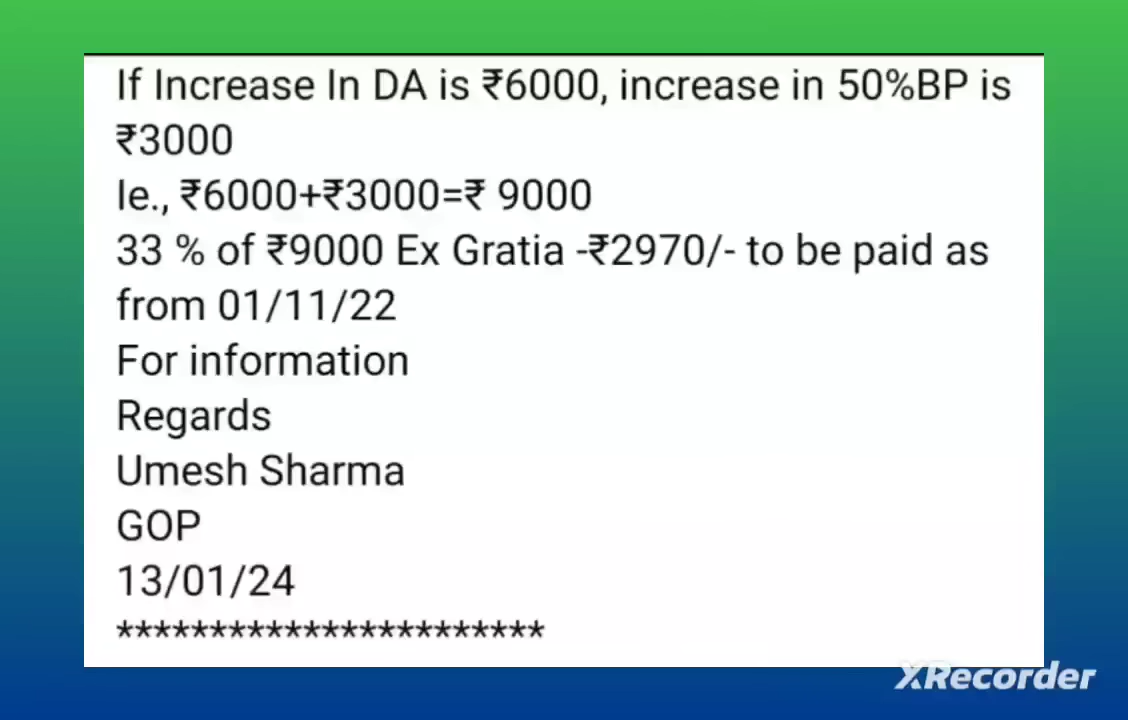 If Increase In DA is ₹6000, increase in 50%BP is
₹3000
Ie., ₹6000+₹3000=₹ 9000
33 % of ₹9000 Ex Gratia -₹2970/- to be paid as
from 01/11/22
For information
Regards
Umesh Sharma
GOP
13/01/24
***********************
XRecorder